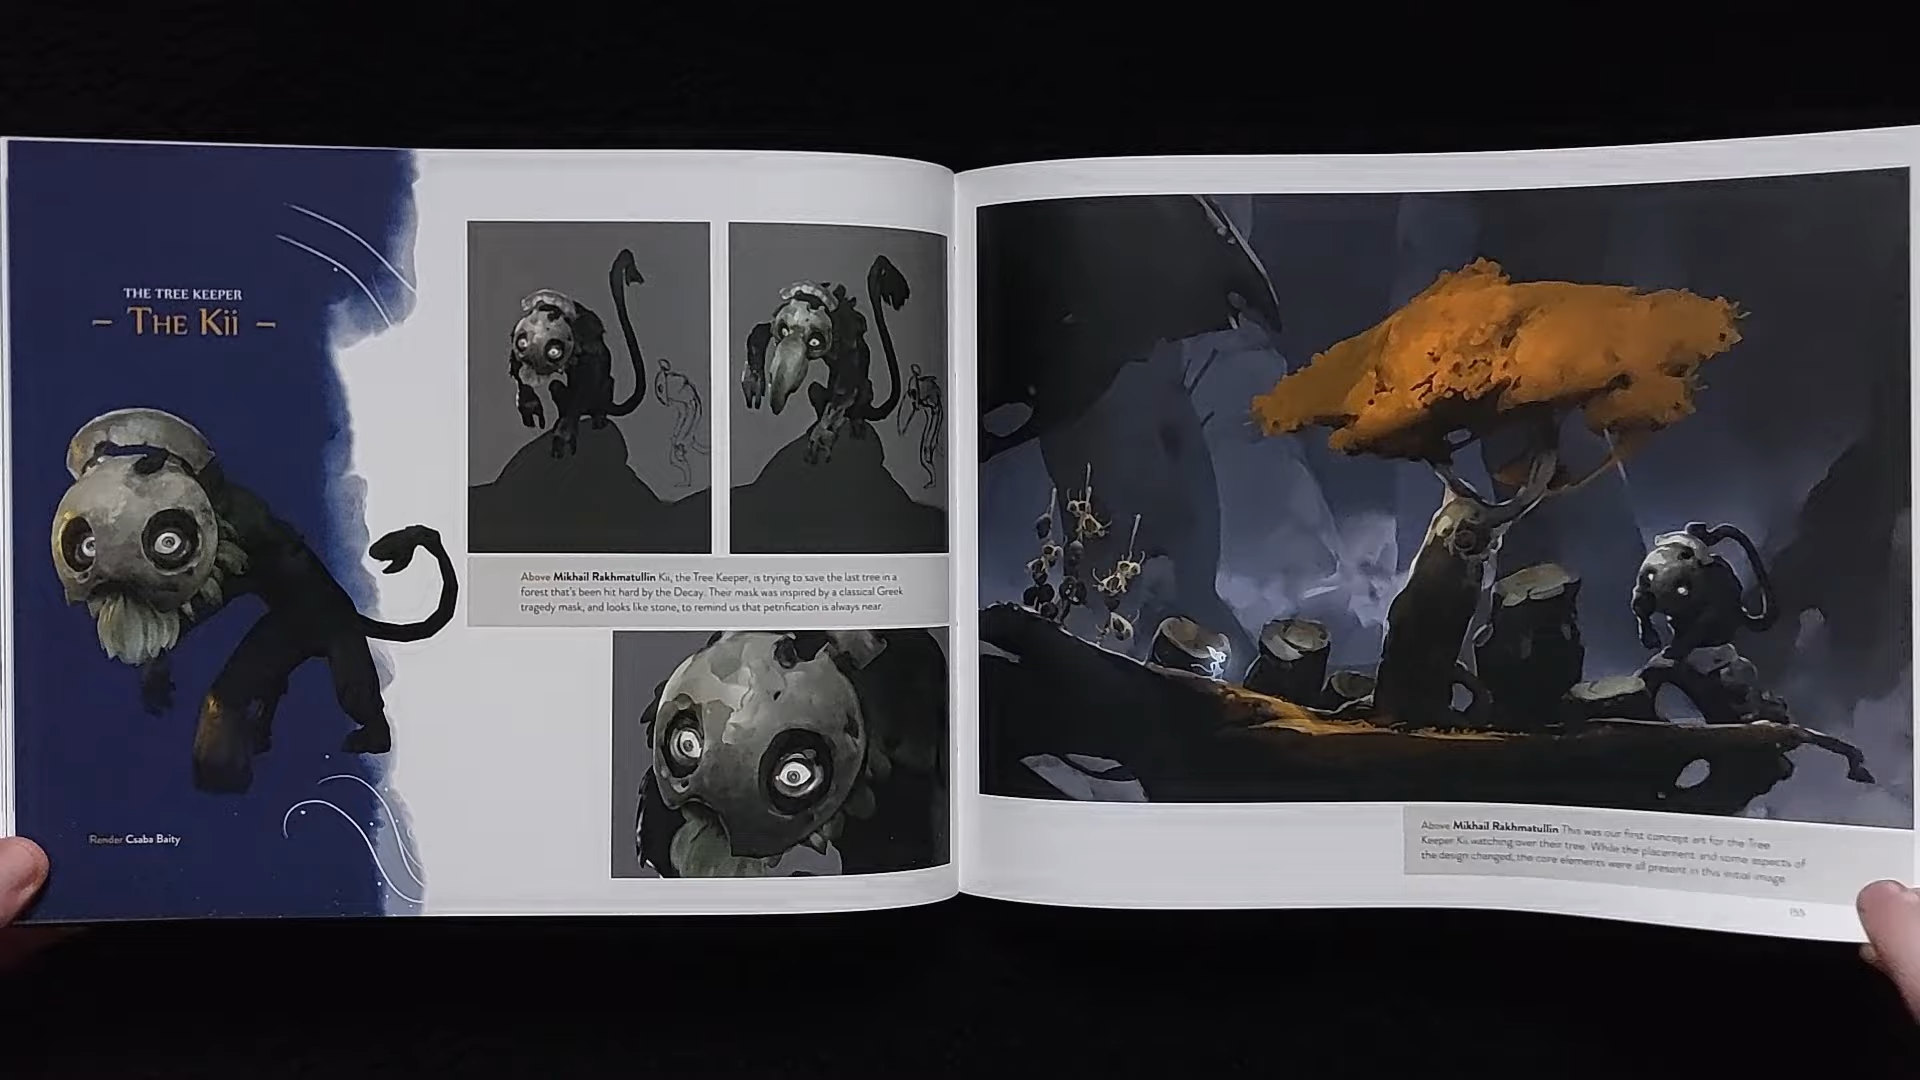 THE TREE KEEPER
– THE Kii –
Render Csaba Baity
Above Mikhail Rakhmatullin Kii, the Tree Keeper, is trying to save the last tree in a
forest that's been hit hard by the Decay. Their mask was inspired by a classical Greek
tragedy mask, and looks like stone, to remind us that petrification is always near.
Above Mikhail Rakhmatullin This was our first concept art for the Tree
Keeper Kii watching over their tree. While the placement and some aspects of
the design changed, the core elements were all present in this initial image.
155